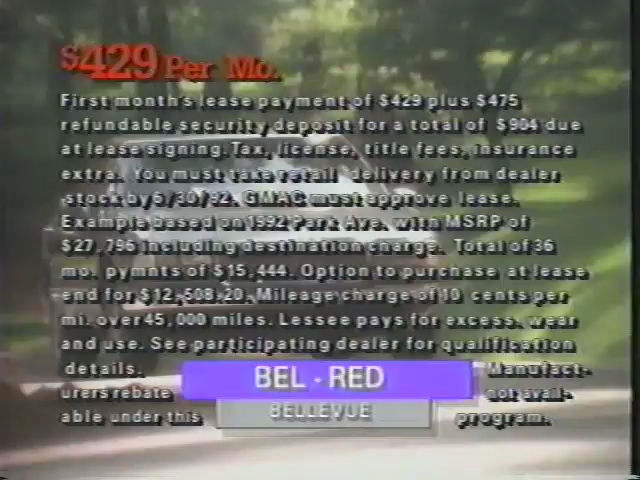 $429 Per Mo.
First month's lease payment of $429 plus $475
refundable security deposit for a total of $904 due
at lease signing. Tax, license, title fees, insurance
extra. You must take retail delivery from dealer
stock by 6/30/92. GMAC must approve lease.
Example based on 1992 Park Ave. with MSRP of
$27,796 including destination charge. Total of 36
mo. pymnts of $15,444. Option to purchase at lease
end for $12,508.20. Mileage charge of 10 cents per
mi. over 45,000 miles. Lessee pays for excess wear
and use. See participating dealer for qualification
details. Manufact-
urers rebate not avail-
able under this program.
BEL - RED
BELLEVUE